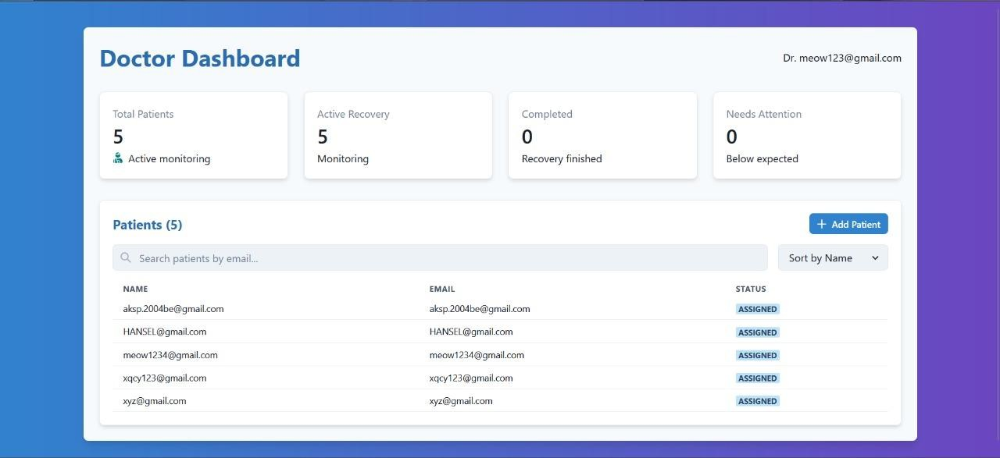 Doctor Dashboard
Dr. meow123@gmail.com
Total Patients
5
Active monitoring
Active Recovery
5
Monitoring
Completed
0
Recovery finished
Needs Attention
0
Below expected
Patients (5)
+ Add Patient
Search patients by email...
Sort by Name
NAME EMAIL STATUS
aksp.2004be@gmail.com aksp.2004be@gmail.com ASSIGNED
HANSEL@gmail.com HANSEL@gmail.com ASSIGNED
meow1234@gmail.com meow1234@gmail.com ASSIGNED
xqcy123@gmail.com xqcy123@gmail.com ASSIGNED
xyz@gmail.com xyz@gmail.com ASSIGNED